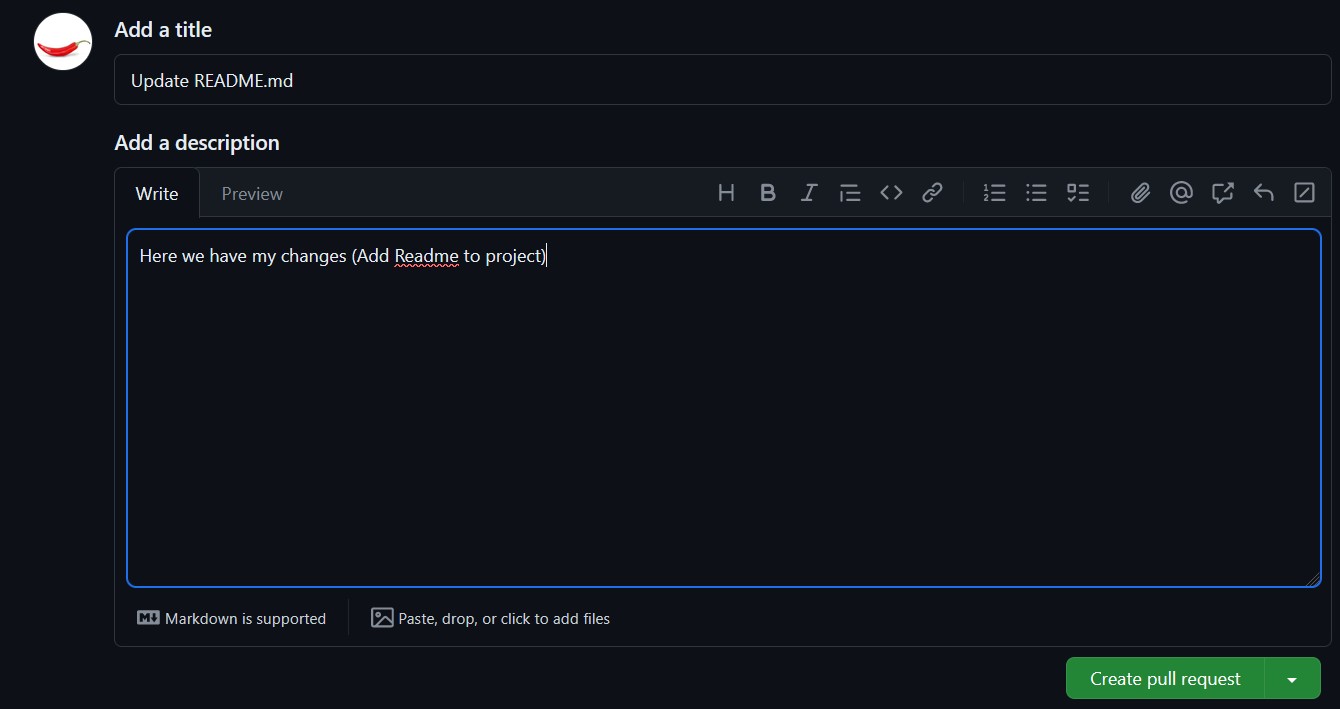 Add a title
Update README.md
Add a description
Write Preview
Here we have my changes (Add Readme to project)
Markdown is supported Paste, drop, or click to add files
Create pull request